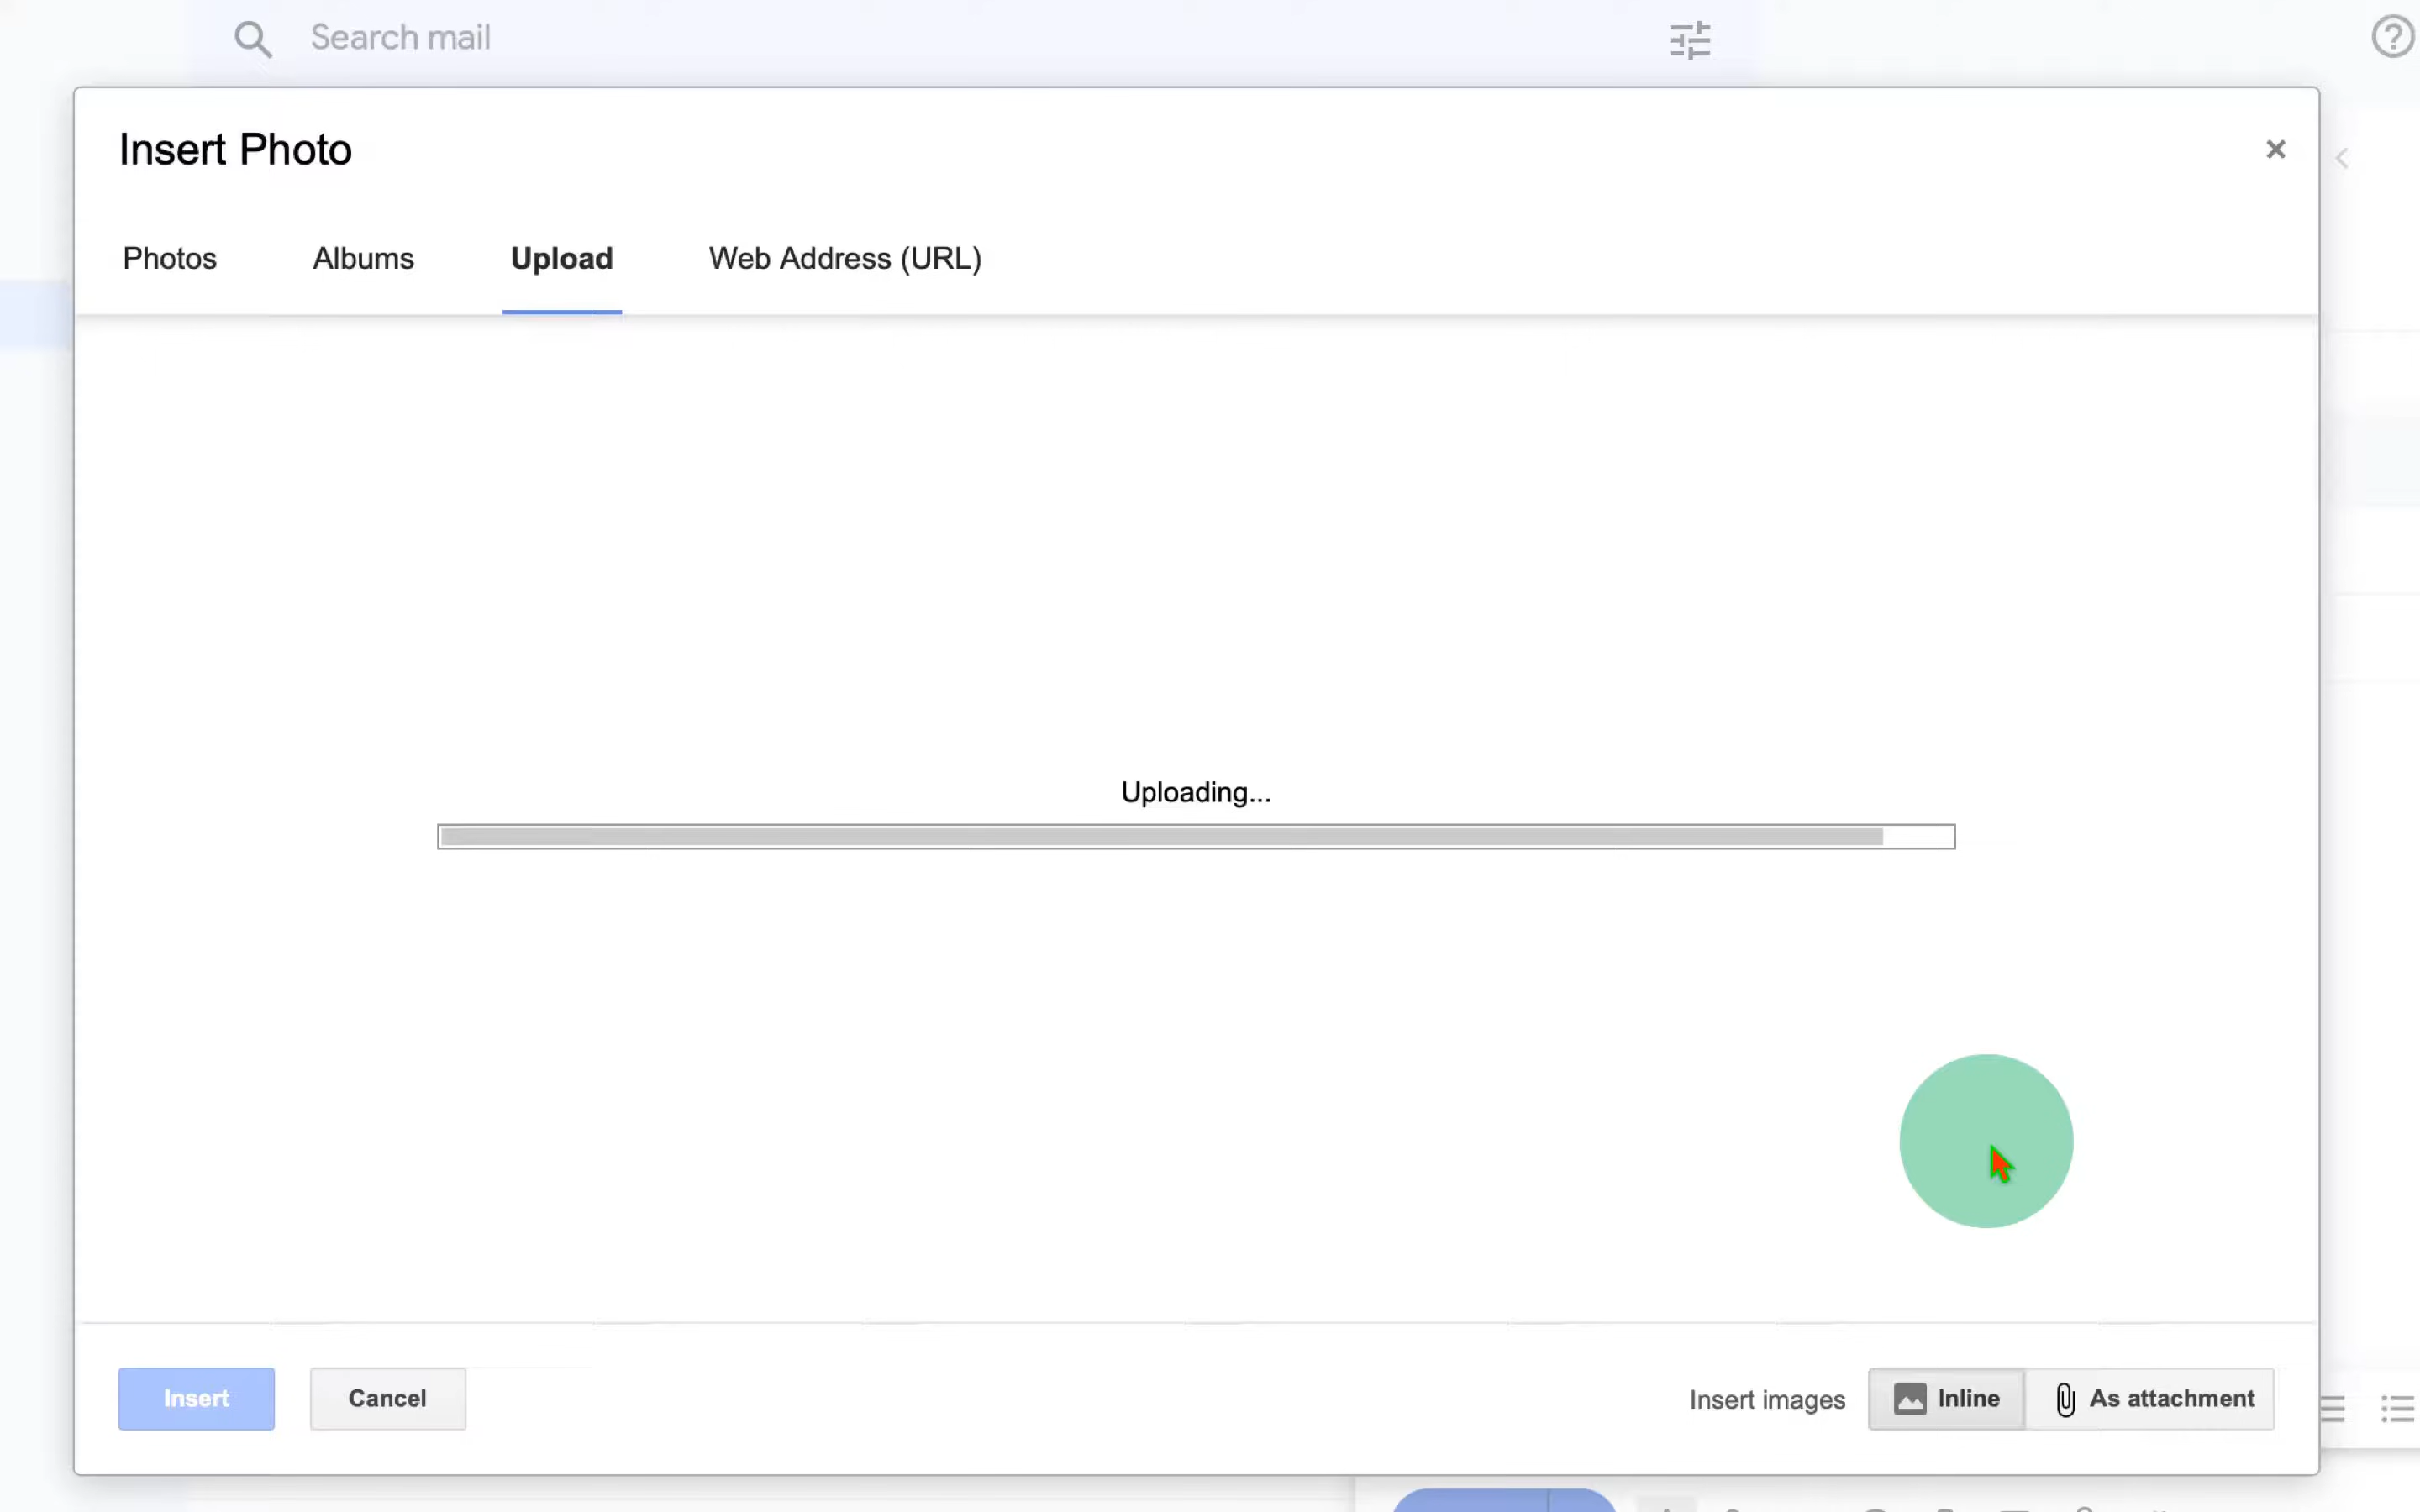 Search mail
Insert Photo
Photos
Albums
Upload
Web Address (URL)
Uploading...
Insert
Cancel
Insert images
Inline
As attachment